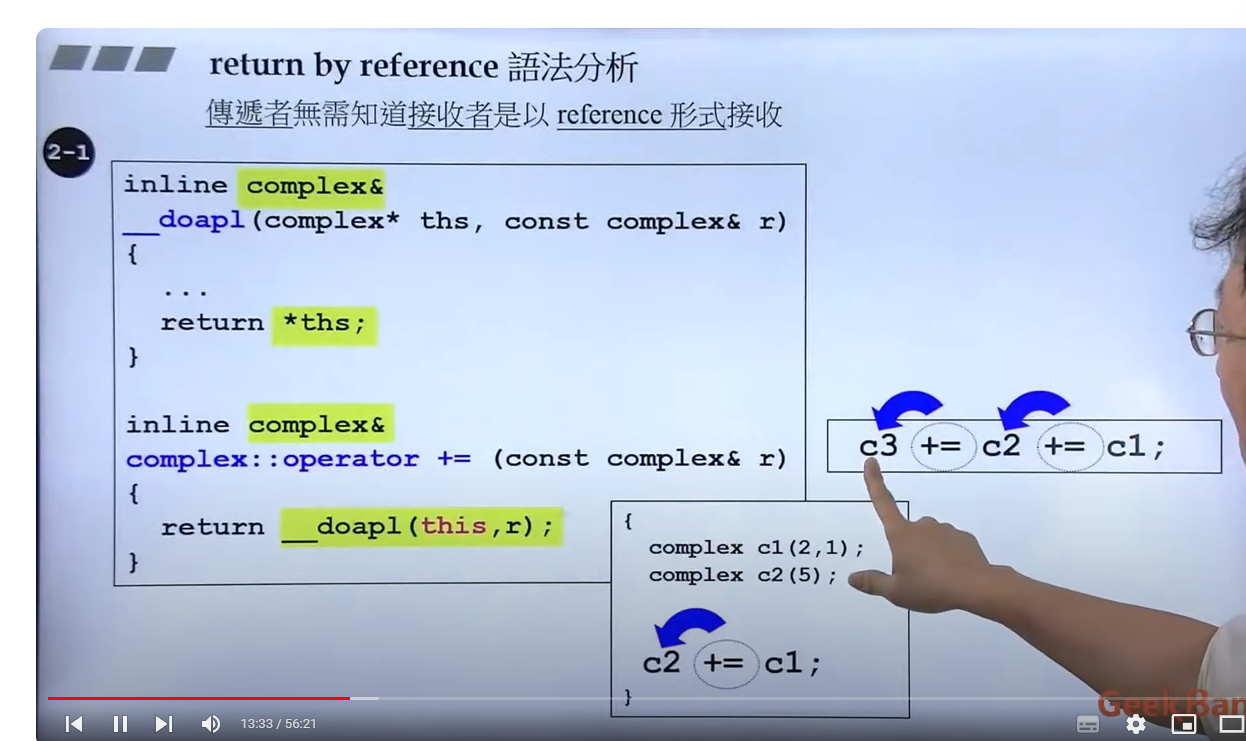 return by reference 語法分析
傳遞者無需知道接收者是以 reference 形式接收
2-1
inline complex&
__doapl(complex* ths, const complex& r)
{
...
return *ths;
}
inline complex&
complex::operator += (const complex& r)
{
return __doapl(this,r);
}
c3 += c2 += c1;
{
complex c1(2,1);
complex c2(5);
c2 += c1;
}
GeekBan
13:33 / 56:21